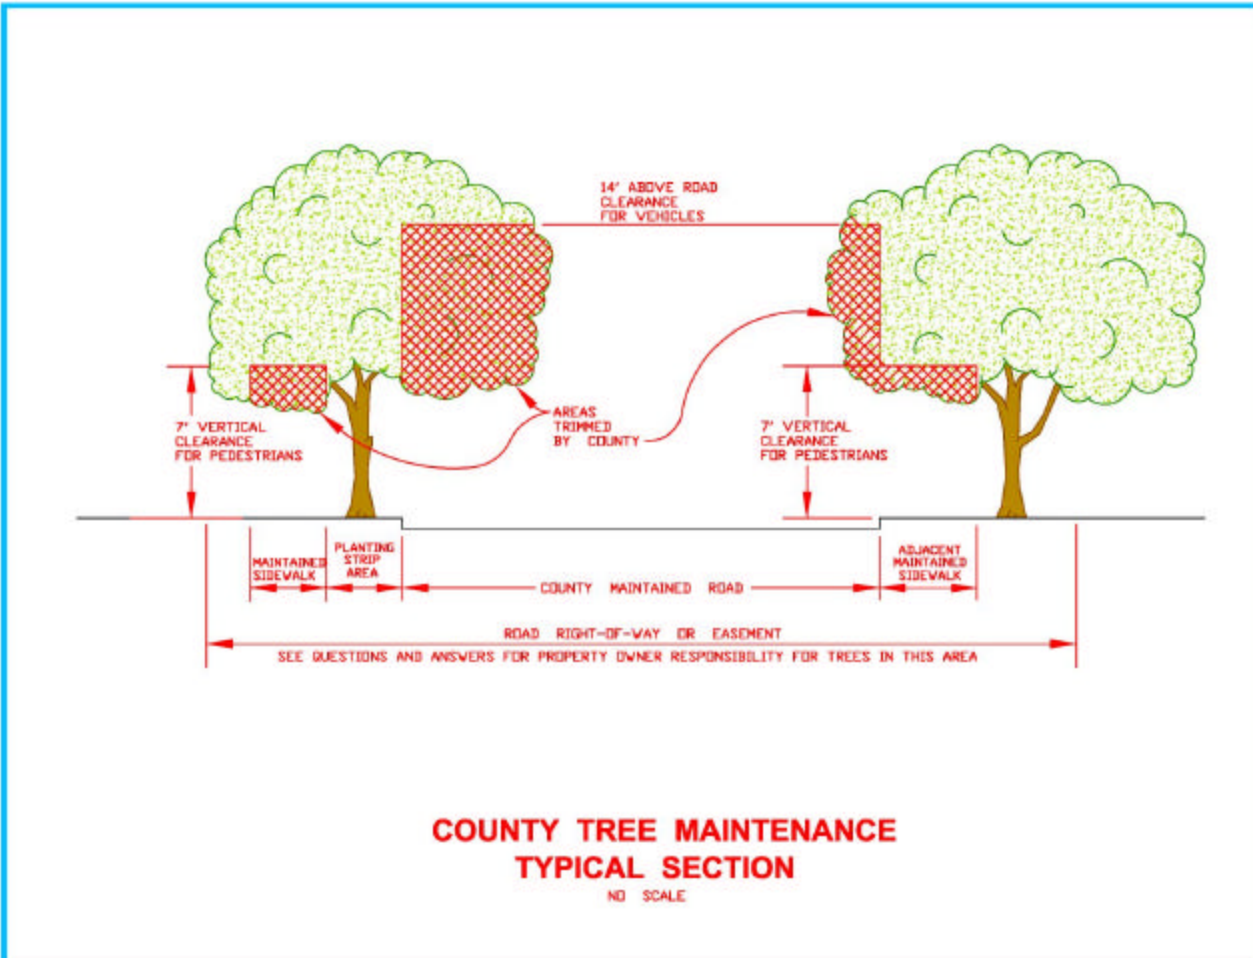 14' ABOVE ROAD
CLEARANCE
FOR VEHICLES
7' VERTICAL
CLEARANCE
FOR PEDESTRIANS
AREAS
TRIMMED
BY COUNTY
7' VERTICAL
CLEARANCE
FOR PEDESTRIANS
MAINTAINED
SIDEWALK
PLANTING
STRIP
AREA
COUNTY MAINTAINED ROAD
ADJACENT
MAINTAINED
SIDEWALK
ROAD RIGHT-OF-WAY OR EASEMENT
SEE QUESTIONS AND ANSWERS FOR PROPERTY OWNER RESPONSIBILITY FOR TREES IN THIS AREA
COUNTY TREE MAINTENANCE
TYPICAL SECTION
NO SCALE